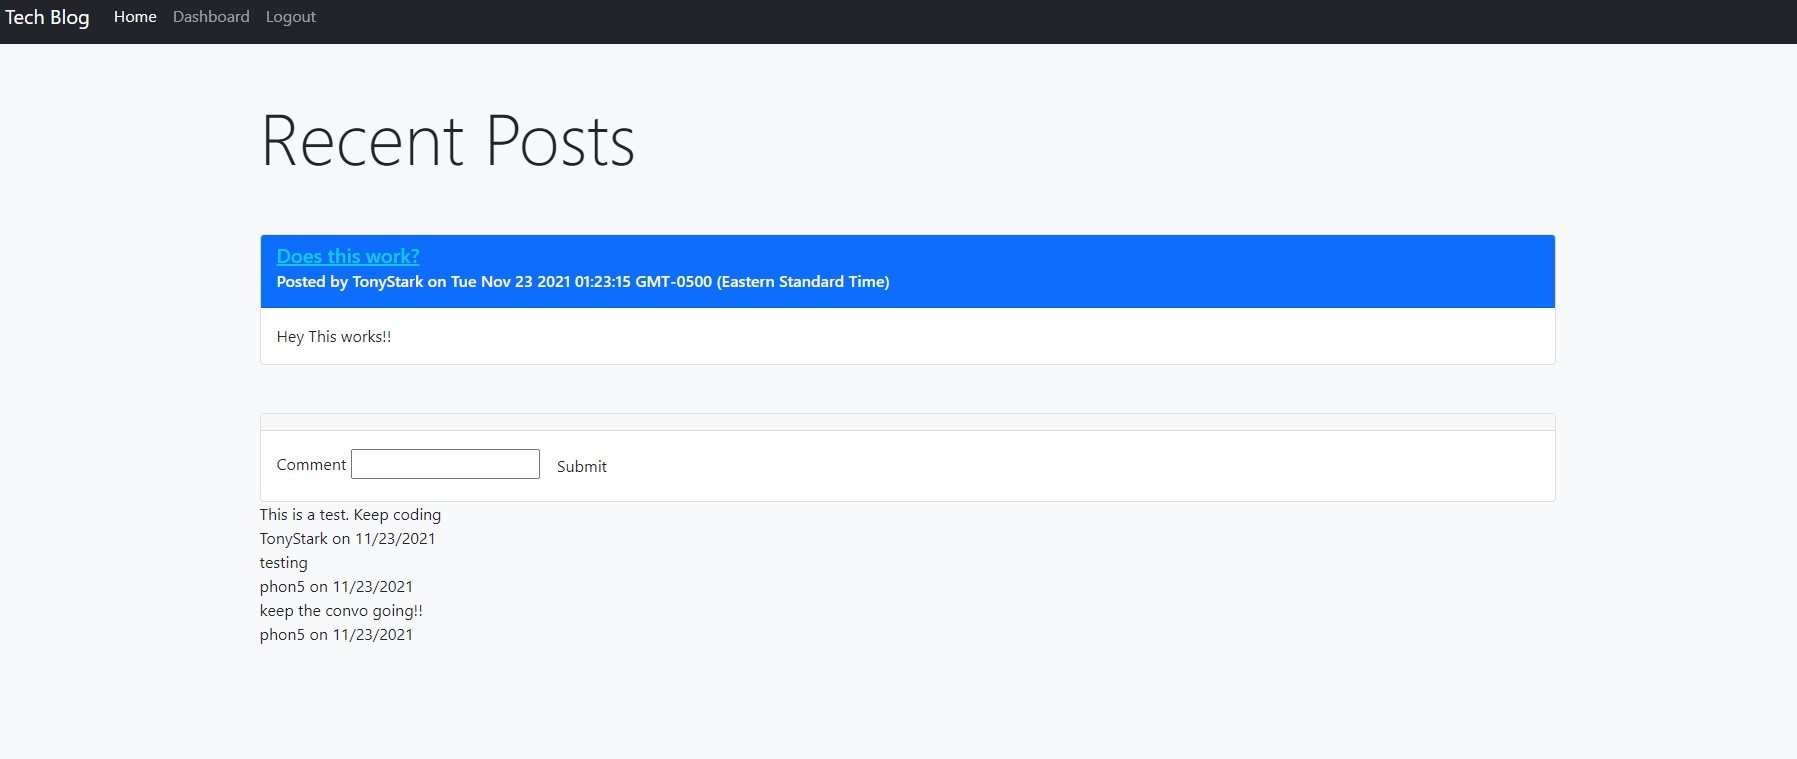 Tech Blog Home Dashboard Logout
Recent Posts
Does this work?
Posted by TonyStark on Tue Nov 23 2021 01:23:15 GMT-0500 (Eastern Standard Time)
Hey This works!!
Comment Submit
This is a test. Keep coding
TonyStark on 11/23/2021
testing
phon5 on 11/23/2021
keep the convo going!!
phon5 on 11/23/2021